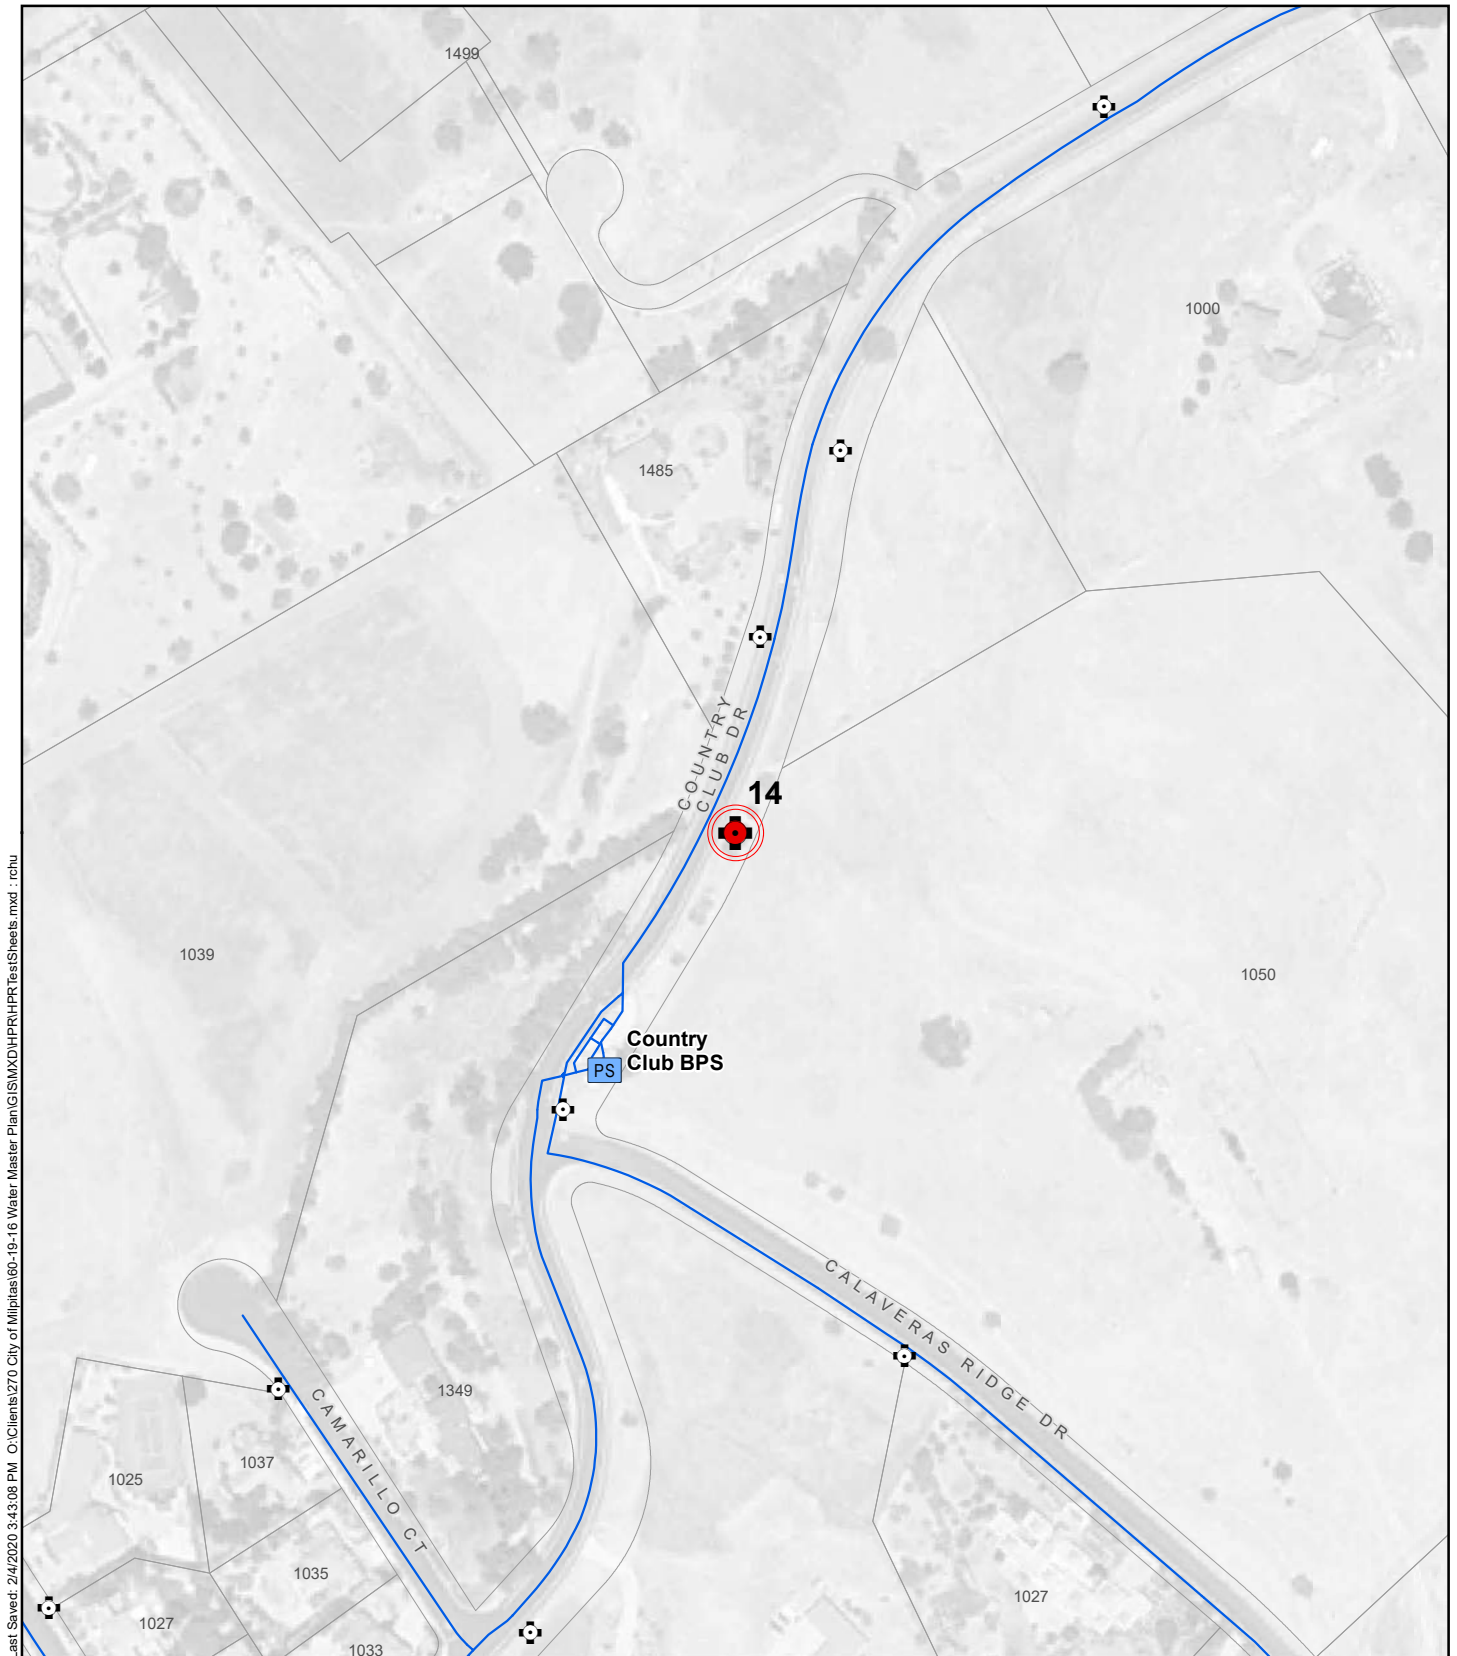 1499
1000
1485
COUNTRY
CLUB DR
14
1039
1050
Country
Club BPS
PS
CALAVERAS RIDGE DR
CAMARILLO CT
1349
1037
1025
1035
1027
1027
1033
Last Saved: 2/4/2020 3:43:08 PM O:\Clients\270 City of Milpitas\60-19-16 Water Master Plan\GIS\MXD\HPR\HPRTestSheets.mxd : rchu